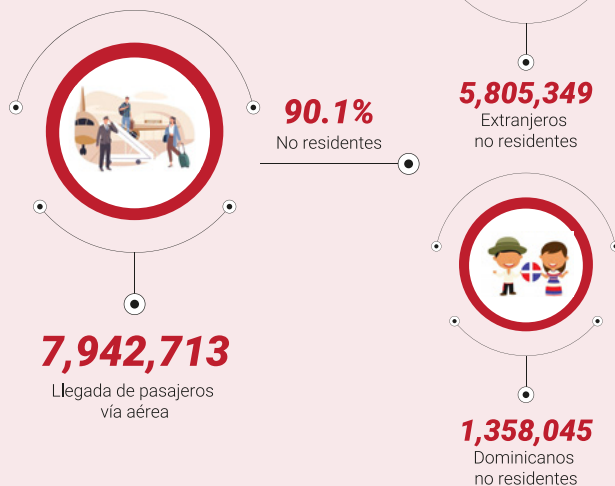 90.1%
No residentes
5,805,349
Extranjeros
no residentes
7,942,713
Llegada de pasajeros
vía aérea
1,358,045
Dominicanos
no residentes